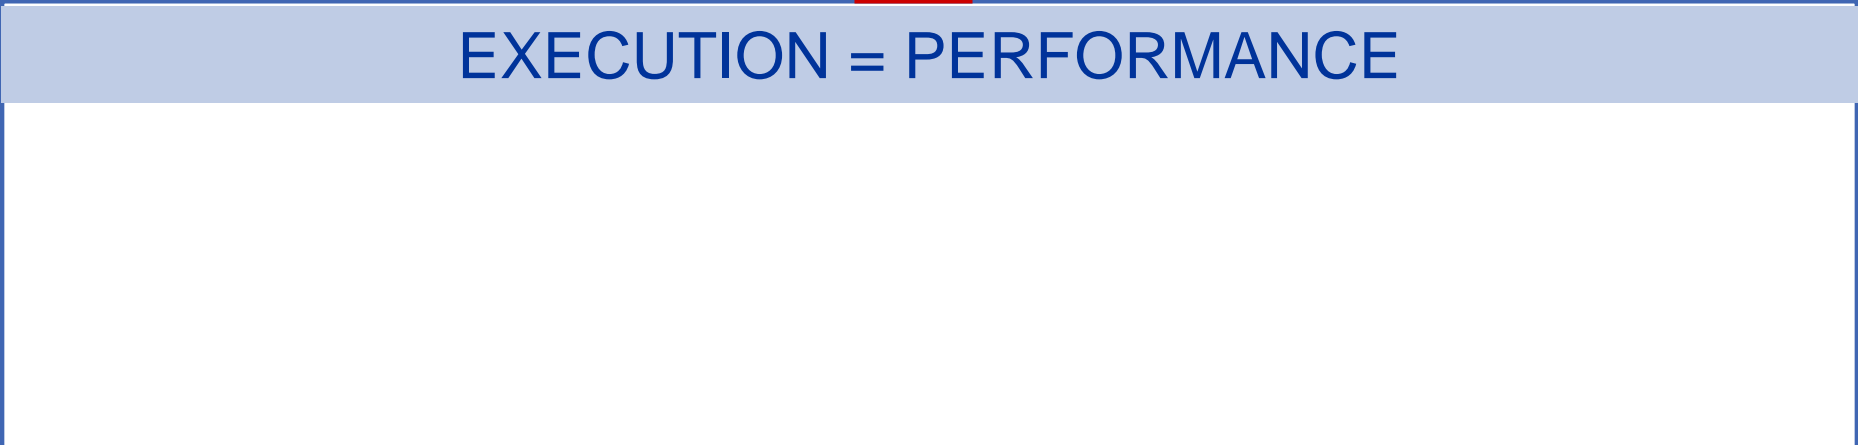 EXECUTION = PERFORMANCE